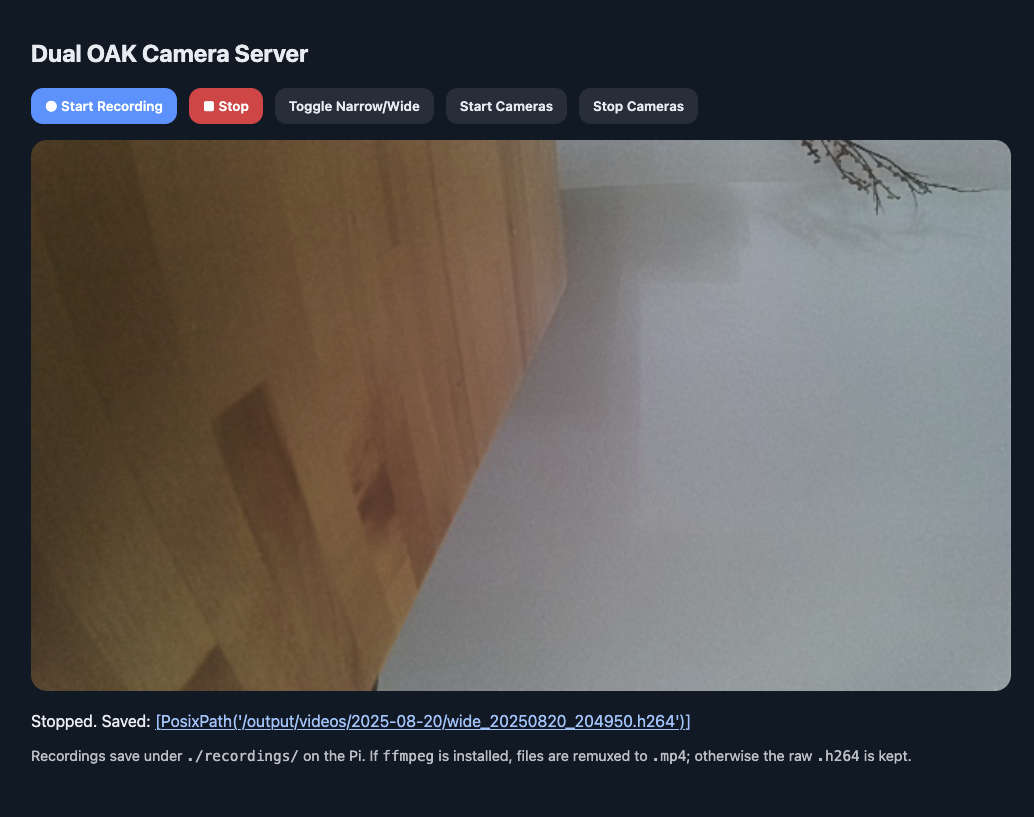 Dual OAK Camera Server
Start Recording Stop Toggle Narrow/Wide Start Cameras Stop Cameras
Stopped. Saved: [PosixPath('/output/videos/2025-08-20/wide_20250820_204950.h264')]
Recordings save under ./recordings/ on the Pi. If ffmpeg is installed, files are remuxed to .mp4; otherwise the raw .h264 is kept.